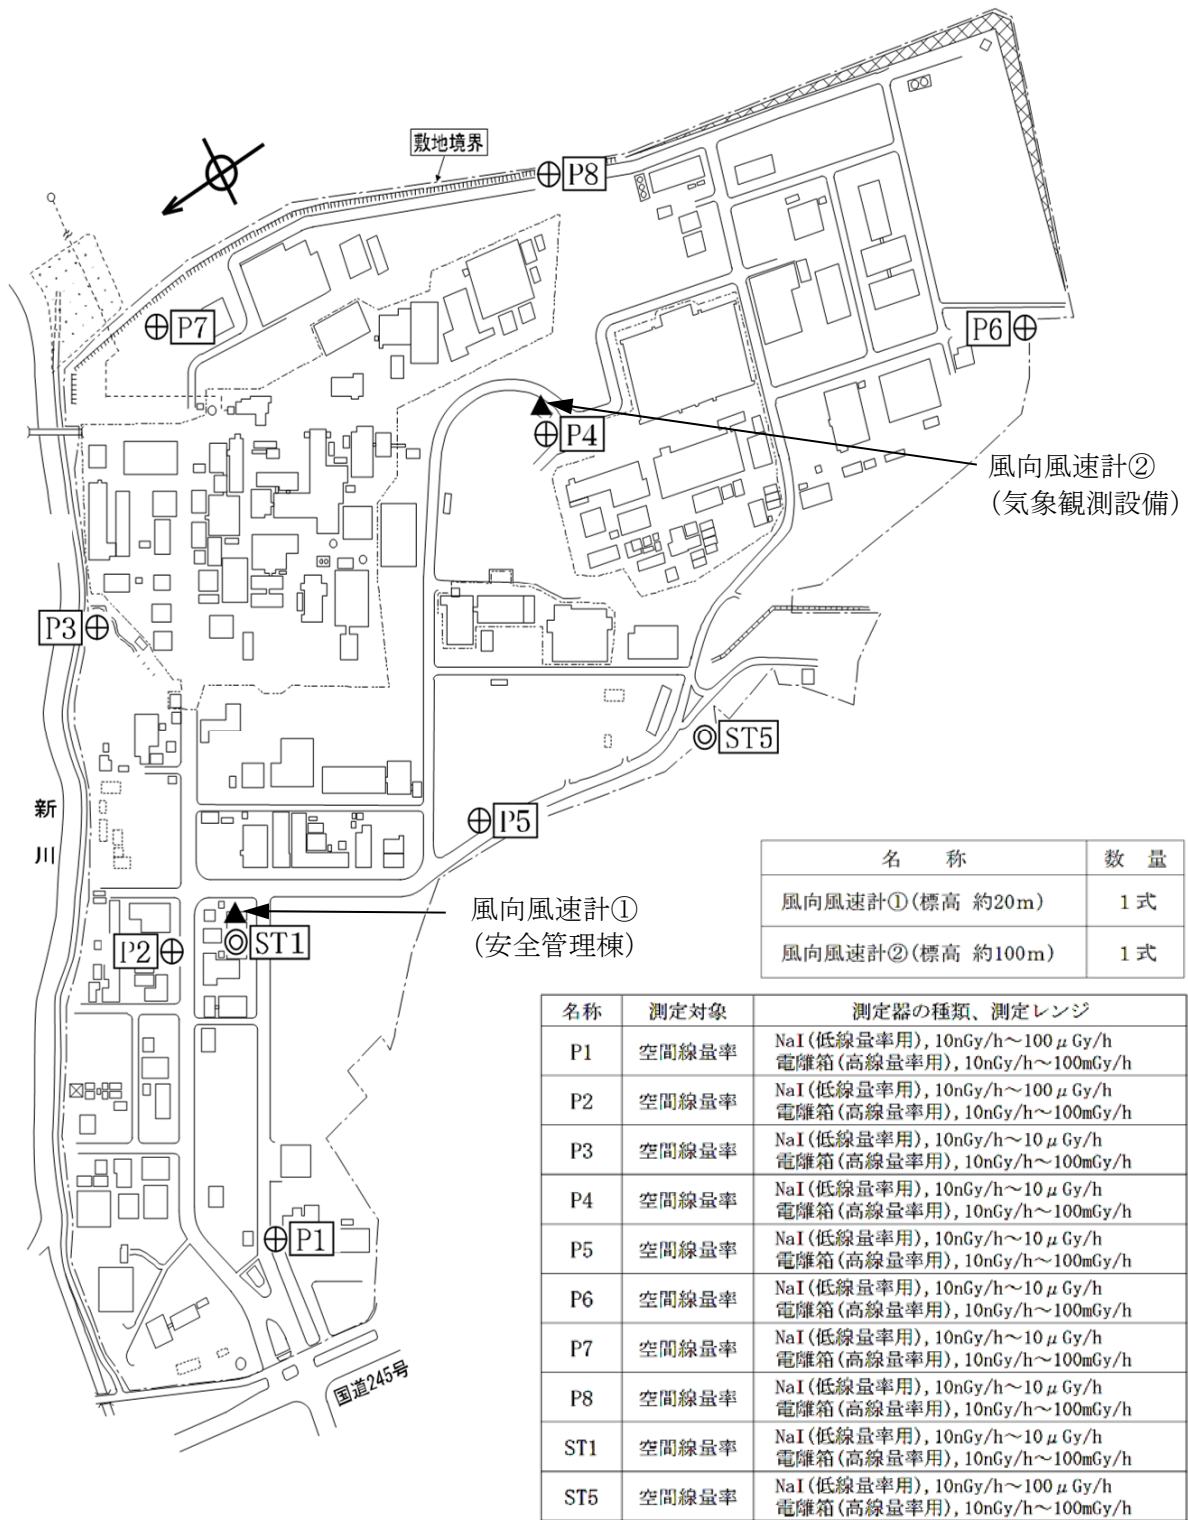 敷地境界
P8
P7
P6
P4
風向風速計②
(気象観測設備)
P3
ST5
新川
P5
風向風速計①
(安全管理棟)
ST1
P2
P1
国道245号
名 称 数 量
風向風速計①(標高 約20m) 1式
風向風速計②(標高 約100m) 1式
名称 測定対象 測定器の種類、測定レンジ
P1 空間線量率 NaI(低線量率用),10nGy/h~100μGy/h
電離箱(高線量率用),10nGy/h~100mGy/h
P2 空間線量率 NaI(低線量率用),10nGy/h~100μGy/h
電離箱(高線量率用),10nGy/h~100mGy/h
P3 空間線量率 NaI(低線量率用),10nGy/h~10μGy/h
電離箱(高線量率用),10nGy/h~100mGy/h
P4 空間線量率 NaI(低線量率用),10nGy/h~10μGy/h
電離箱(高線量率用),10nGy/h~100mGy/h
P5 空間線量率 NaI(低線量率用),10nGy/h~10μGy/h
電離箱(高線量率用),10nGy/h~100mGy/h
P6 空間線量率 NaI(低線量率用),10nGy/h~10μGy/h
電離箱(高線量率用),10nGy/h~100mGy/h
P7 空間線量率 NaI(低線量率用),10nGy/h~10μGy/h
電離箱(高線量率用),10nGy/h~100mGy/h
P8 空間線量率 NaI(低線量率用),10nGy/h~10μGy/h
電離箱(高線量率用),10nGy/h~100mGy/h
ST1 空間線量率 NaI(低線量率用),10nGy/h~10μGy/h
電離箱(高線量率用),10nGy/h~100mGy/h
ST5 空間線量率 NaI(低線量率用),10nGy/h~100μGy/h
電離箱(高線量率用),10nGy/h~100mGy/h